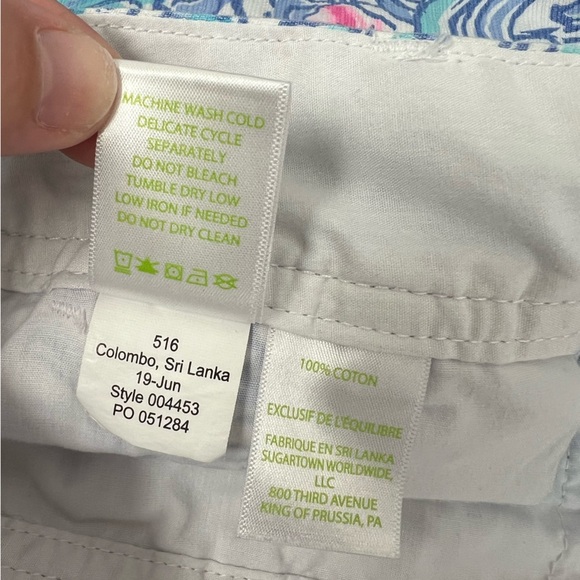 MACHINE WASH COLD
DELICATE CYCLE
SEPARATELY
DO NOT BLEACH
TUMBLE DRY LOW
LOW IRON IF NEEDED
DO NOT DRY CLEAN
516
Colombo, Sri Lanka
19-Jun
Style 004453
PO 051284
100% COTON
EXCLUSIF DE L'ÉQUILIBRE
FABRIQUE EN SRI LANKA
SUGARTOWN WORLDWIDE,
LLC
800 THIRD AVENUE
KING OF PRUSSIA, PA